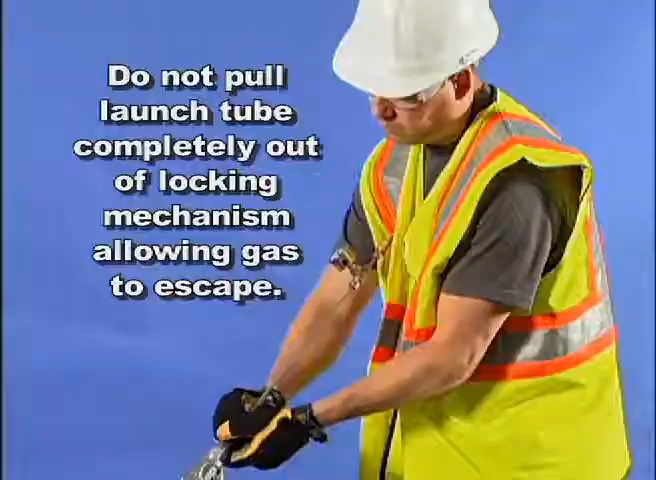 Do not pull
launch tube
completely out
of locking
mechanism
allowing gas
to escape.